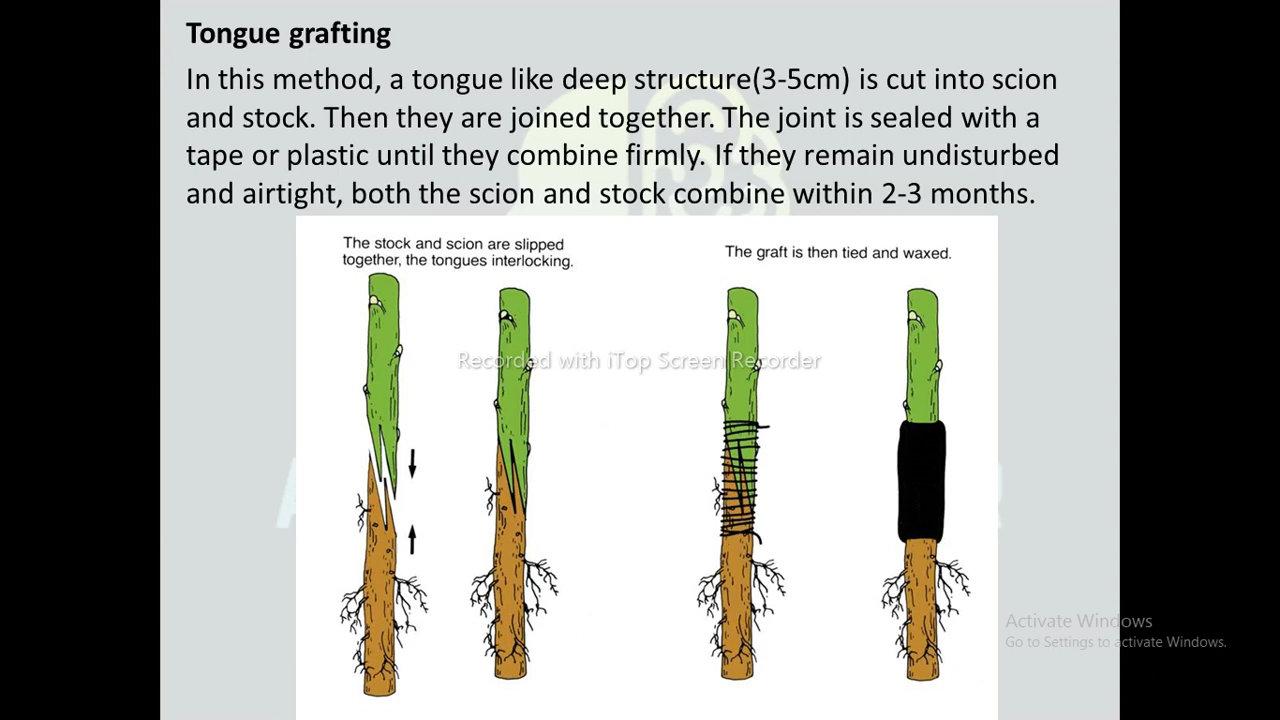 Tongue grafting
In this method, a tongue like deep structure(3-5cm) is cut into scion
and stock. Then they are joined together. The joint is sealed with a
tape or plastic until they combine firmly. If they remain undisturbed
and airtight, both the scion and stock combine within 2-3 months.
The stock and scion are slipped
together, the tongues interlocking.
The graft is then tied and waxed.
Recorded with iTop Screen Recorder
Activate Windows
Go to Settings to activate Windows.